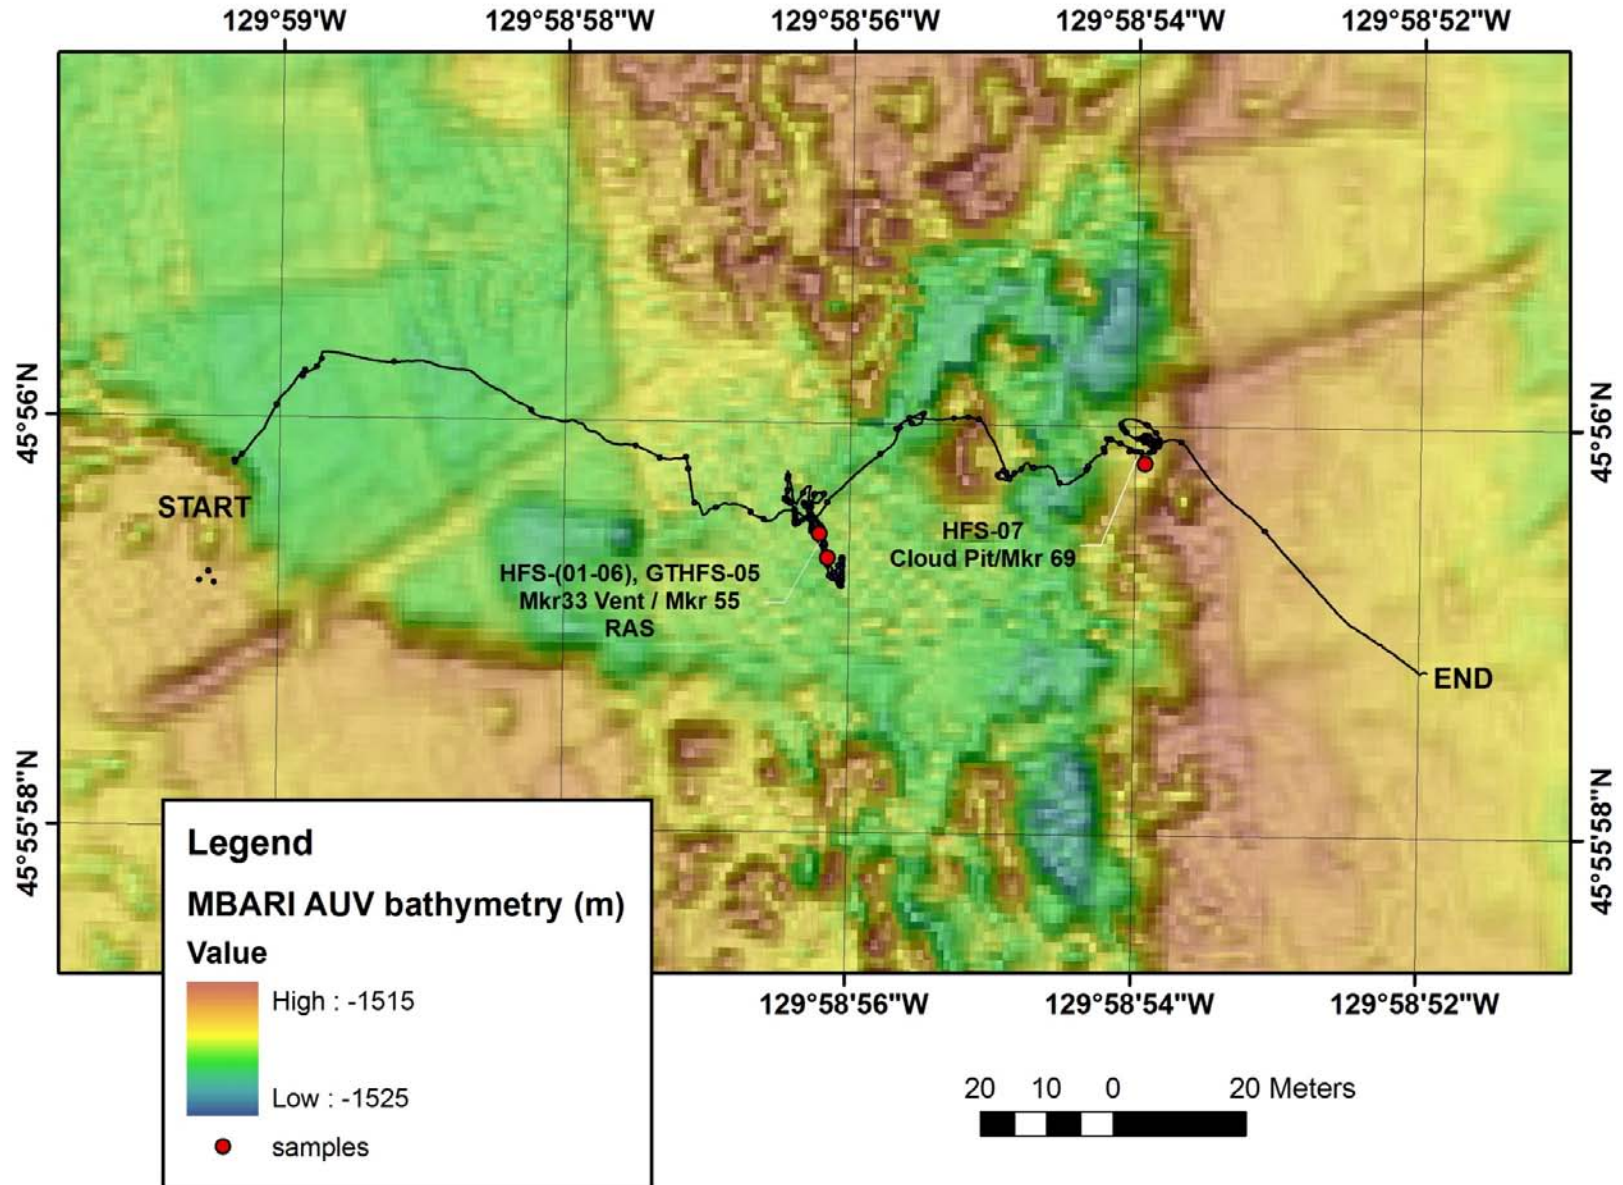 129°59'W 129°58'58"W 129°58'56"W 129°58'54"W 129°58'52"W
45°56'N
45°56'N
START
HFS-07
Cloud Pit/Mkr 69
HFS-(01-06), GTHFS-05
Mkr33 Vent / Mkr 55
RAS
END
45°55'58"N
45°55'58"N
Legend
MBARI AUV bathymetry (m)
Value
High : -1515
Low : -1525
samples
129°58'56"W 129°58'54"W 129°58'52"W
20 10 0 20 Meters